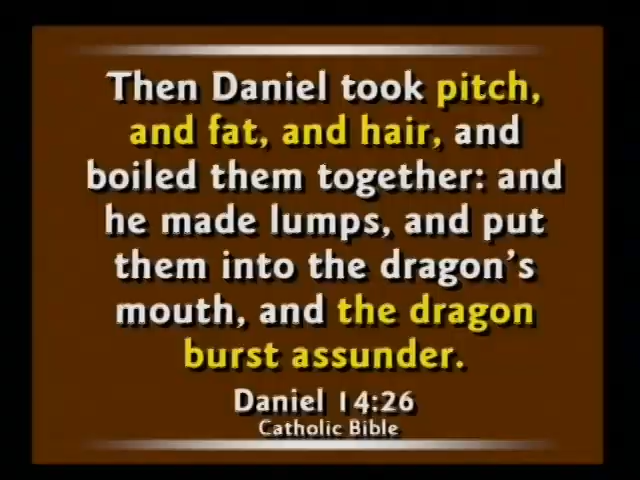 Then Daniel took pitch,
and fat, and hair, and
boiled them together: and
he made lumps, and put
them into the dragon's
mouth, and the dragon
burst assunder.
Daniel 14:26
Catholic Bible